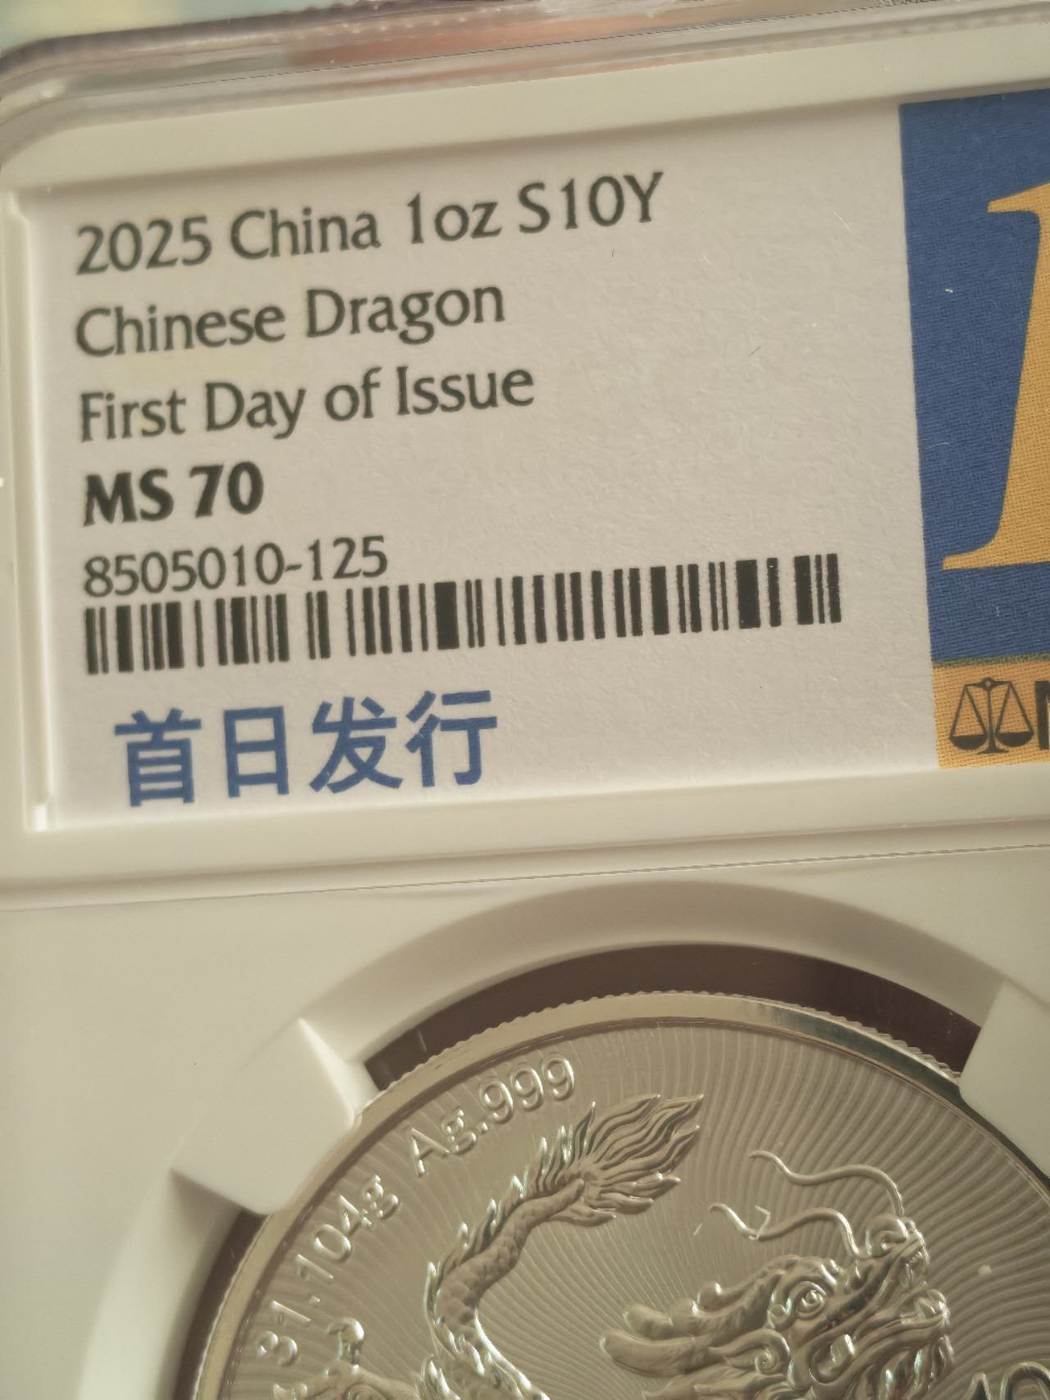 2025 China 1oz S10Y
Chinese Dragon
First Day of Issue
MS 70
8505010-125
首日发行
31.104g Ag.999